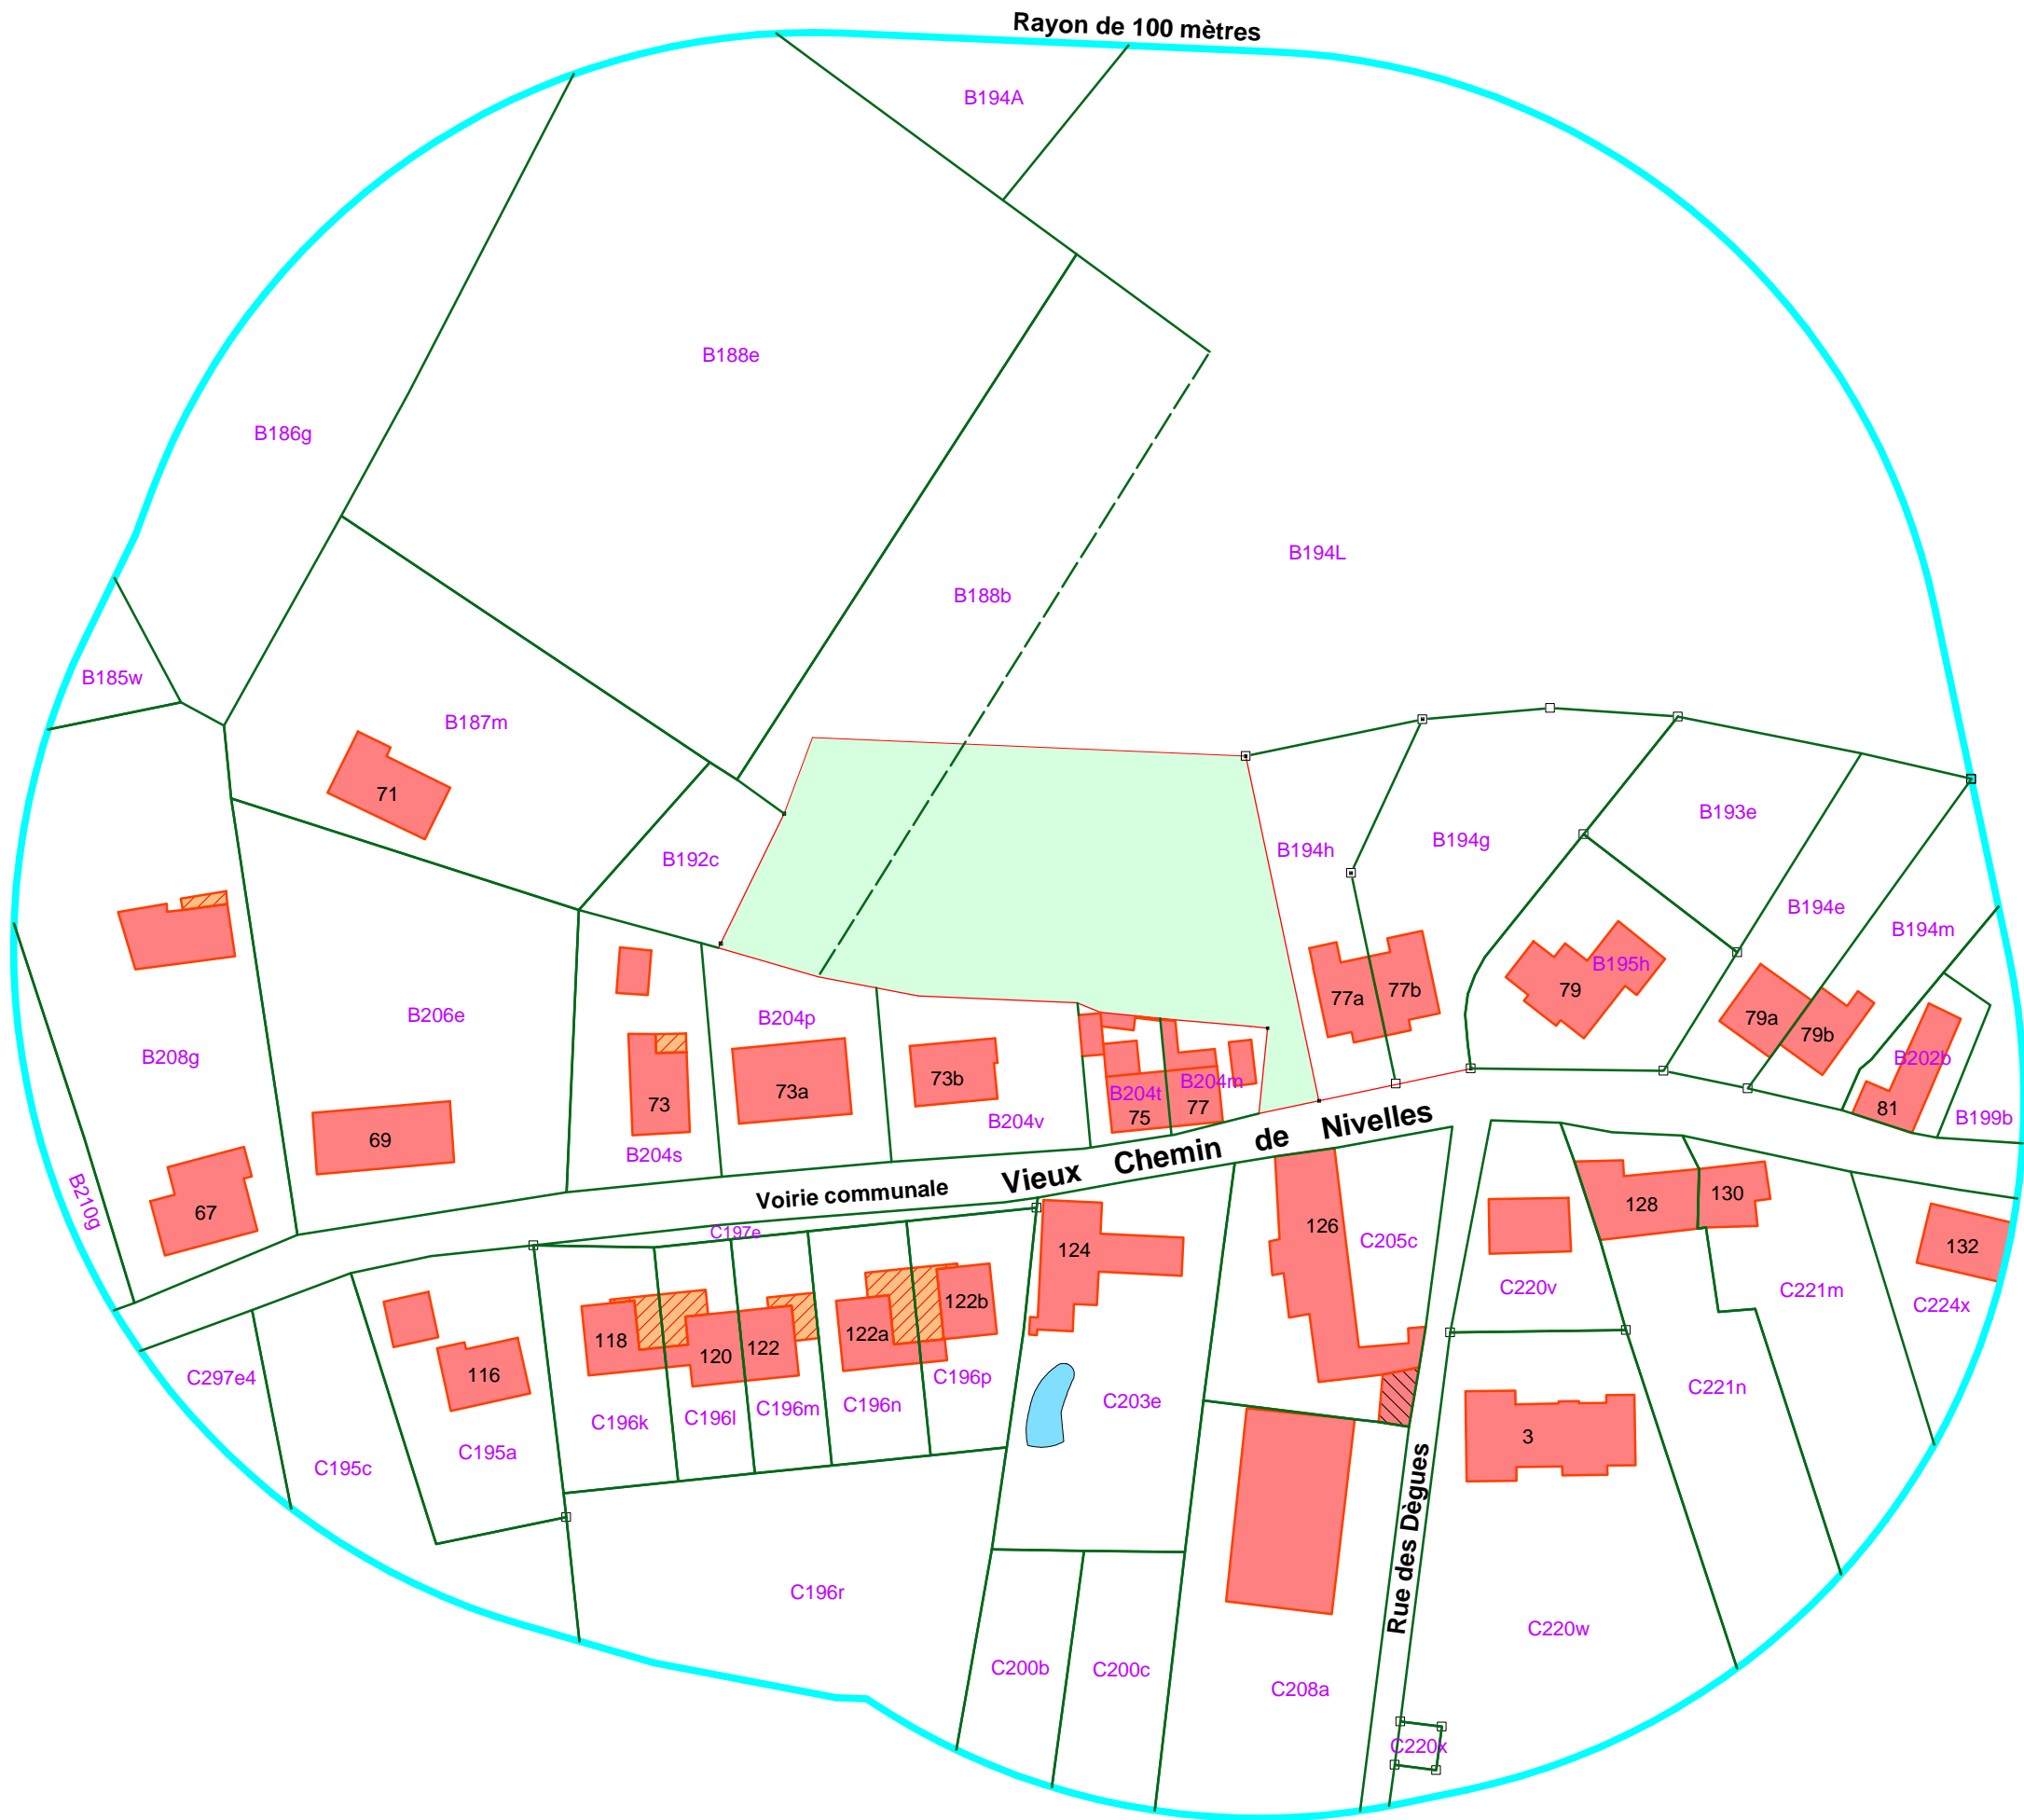 Rayon de 100 mètres
B194A
B188e
B186g
B194L
B188b
B185w
B187m
71
B192c
B194h
B194g
B193e
B194e
B194m
B195h
79
77a
77b
79a
79b
B202b
81
B199b
B206e
B208g
B204p
73
73a
73b
B204t
B204m
75
77
B204v
B204s
69
67
B210g
Voirie communale
Vieux Chemin de Nivelles
C197e
124
126
C205c
128
130
132
C220v
C221m
C224x
118
120
122
122a
122b
116
C297e4
C195c
C195a
C196k
C196l
C196m
C196n
C196p
C203e
C221n
3
Rue des Dègues
C196r
C200b
C200c
C208a
C220w
C220x